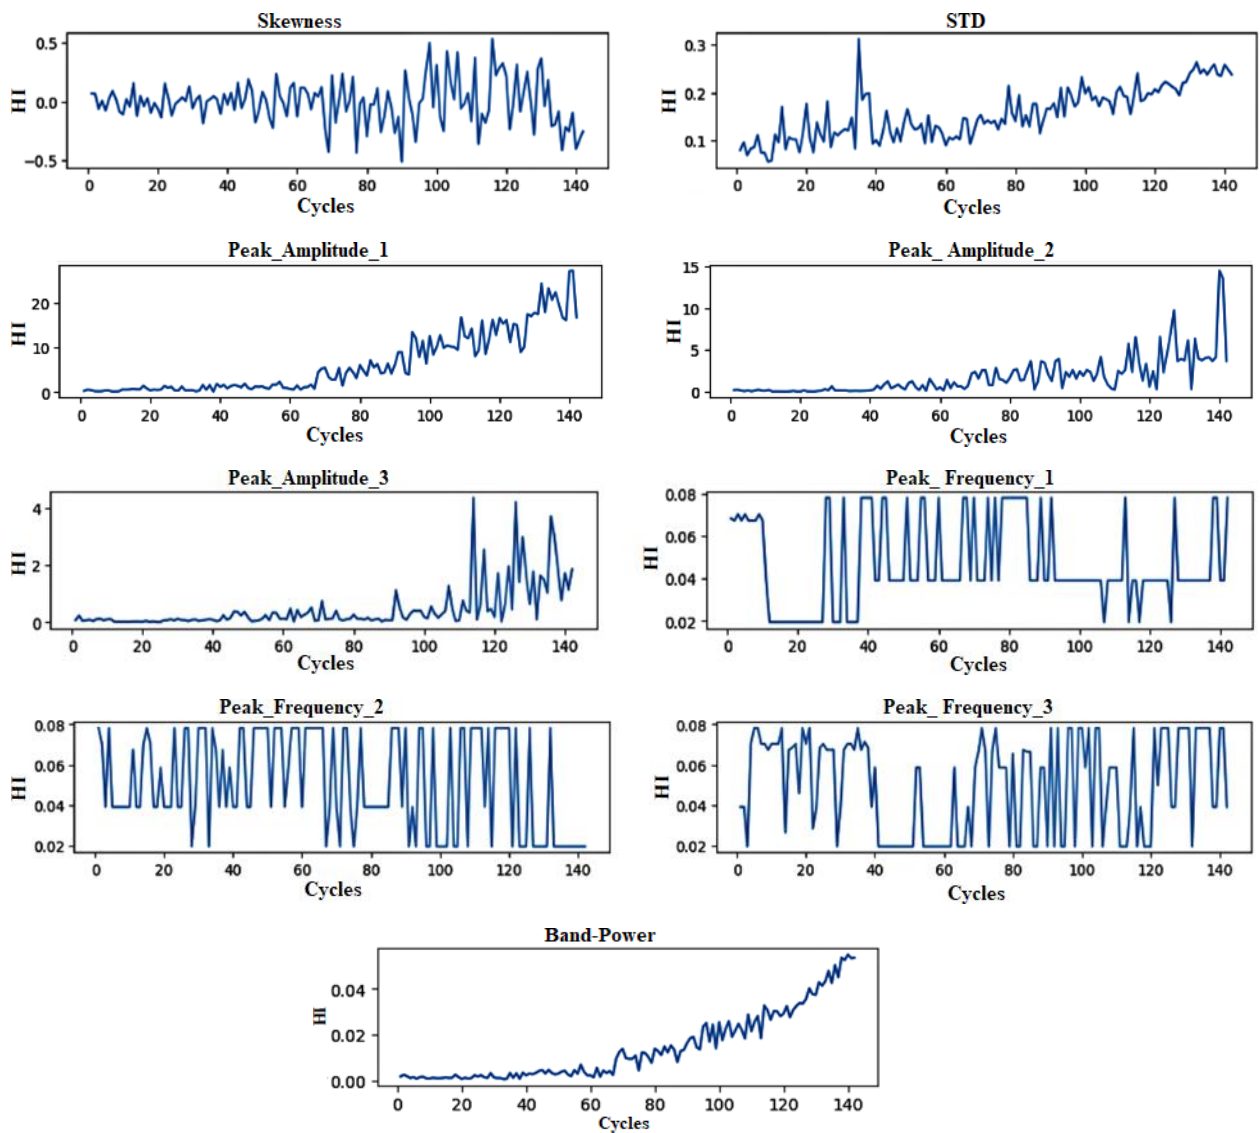 Skewness
STD
HI
0.5
0.0
−0.5
0 20 40 60 80 100 120 140
Cycles
HI
0.3
0.2
0.1
0 20 40 60 80 100 120 140
Cycles
Peak_Amplitude_1
Peak_ Amplitude_2
HI
20
10
0
0 20 40 60 80 100 120 140
Cycles
HI
15
10
5
0
0 20 40 60 80 100 120 140
Cycles
Peak_Amplitude_3
Peak_ Frequency_1
HI
4
2
0
0 20 40 60 80 100 120 140
Cycles
HI
0.08
0.06
0.04
0.02
0 20 40 60 80 100 120 140
Cycles
Peak_Frequency_2
Peak_ Frequency_3
HI
0.08
0.06
0.04
0.02
0 20 40 60 80 100 120 140
Cycles
HI
0.08
0.06
0.04
0.02
0 20 40 60 80 100 120 140
Cycles
Band-Power
HI
0.04
0.02
0.00
0 20 40 60 80 100 120 140
Cycles